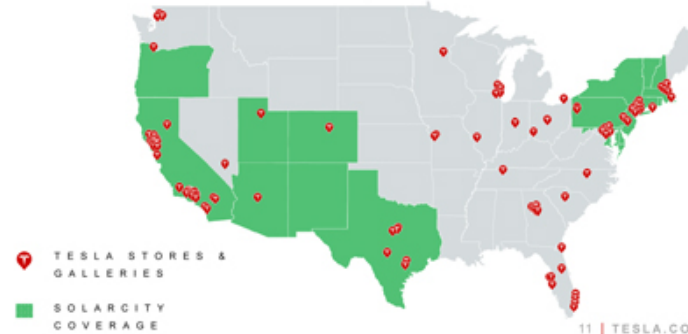 TESLA STORES &
GALLERIES
SOLARCITY
COVERAGE
11 | TESLA.CO